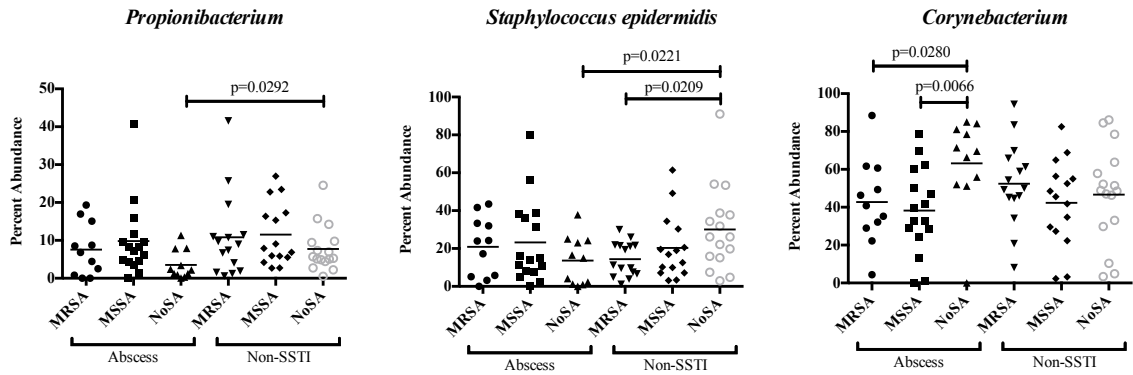 Propionibacterium
Percent Abundance
50
40
30
20
10
0
p=0.0292
MRSA
MSSA
NoSA
MRSA
MSSA
NoSA
Abscess
Non-SSTI
Staphylococcus epidermidis
Percent Abundance
100
80
60
40
20
0
p=0.0221
p=0.0209
MRSA
MSSA
NoSA
MRSA
MSSA
NoSA
Abscess
Non-SSTI
Corynebacterium
Percent Abundance
100
80
60
40
20
0
p=0.0280
p=0.0066
MRSA
MSSA
NoSA
MRSA
MSSA
NoSA
Abscess
Non-SSTI